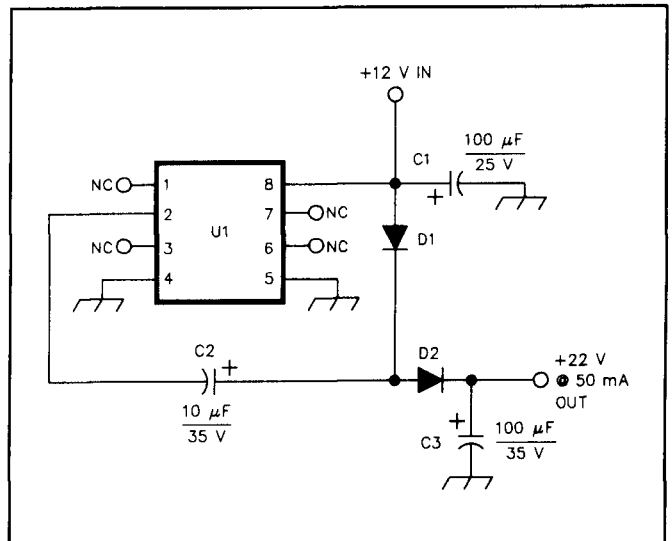 +12 V IN
C1
100 µF
25 V
+
NC
1
8
2
7
NC
U1
NC
3
6
NC
4
5
D1
C2
+
10 µF
35 V
D2
+22 V
@ 50 mA
OUT
+
C3
100 µF
35 V